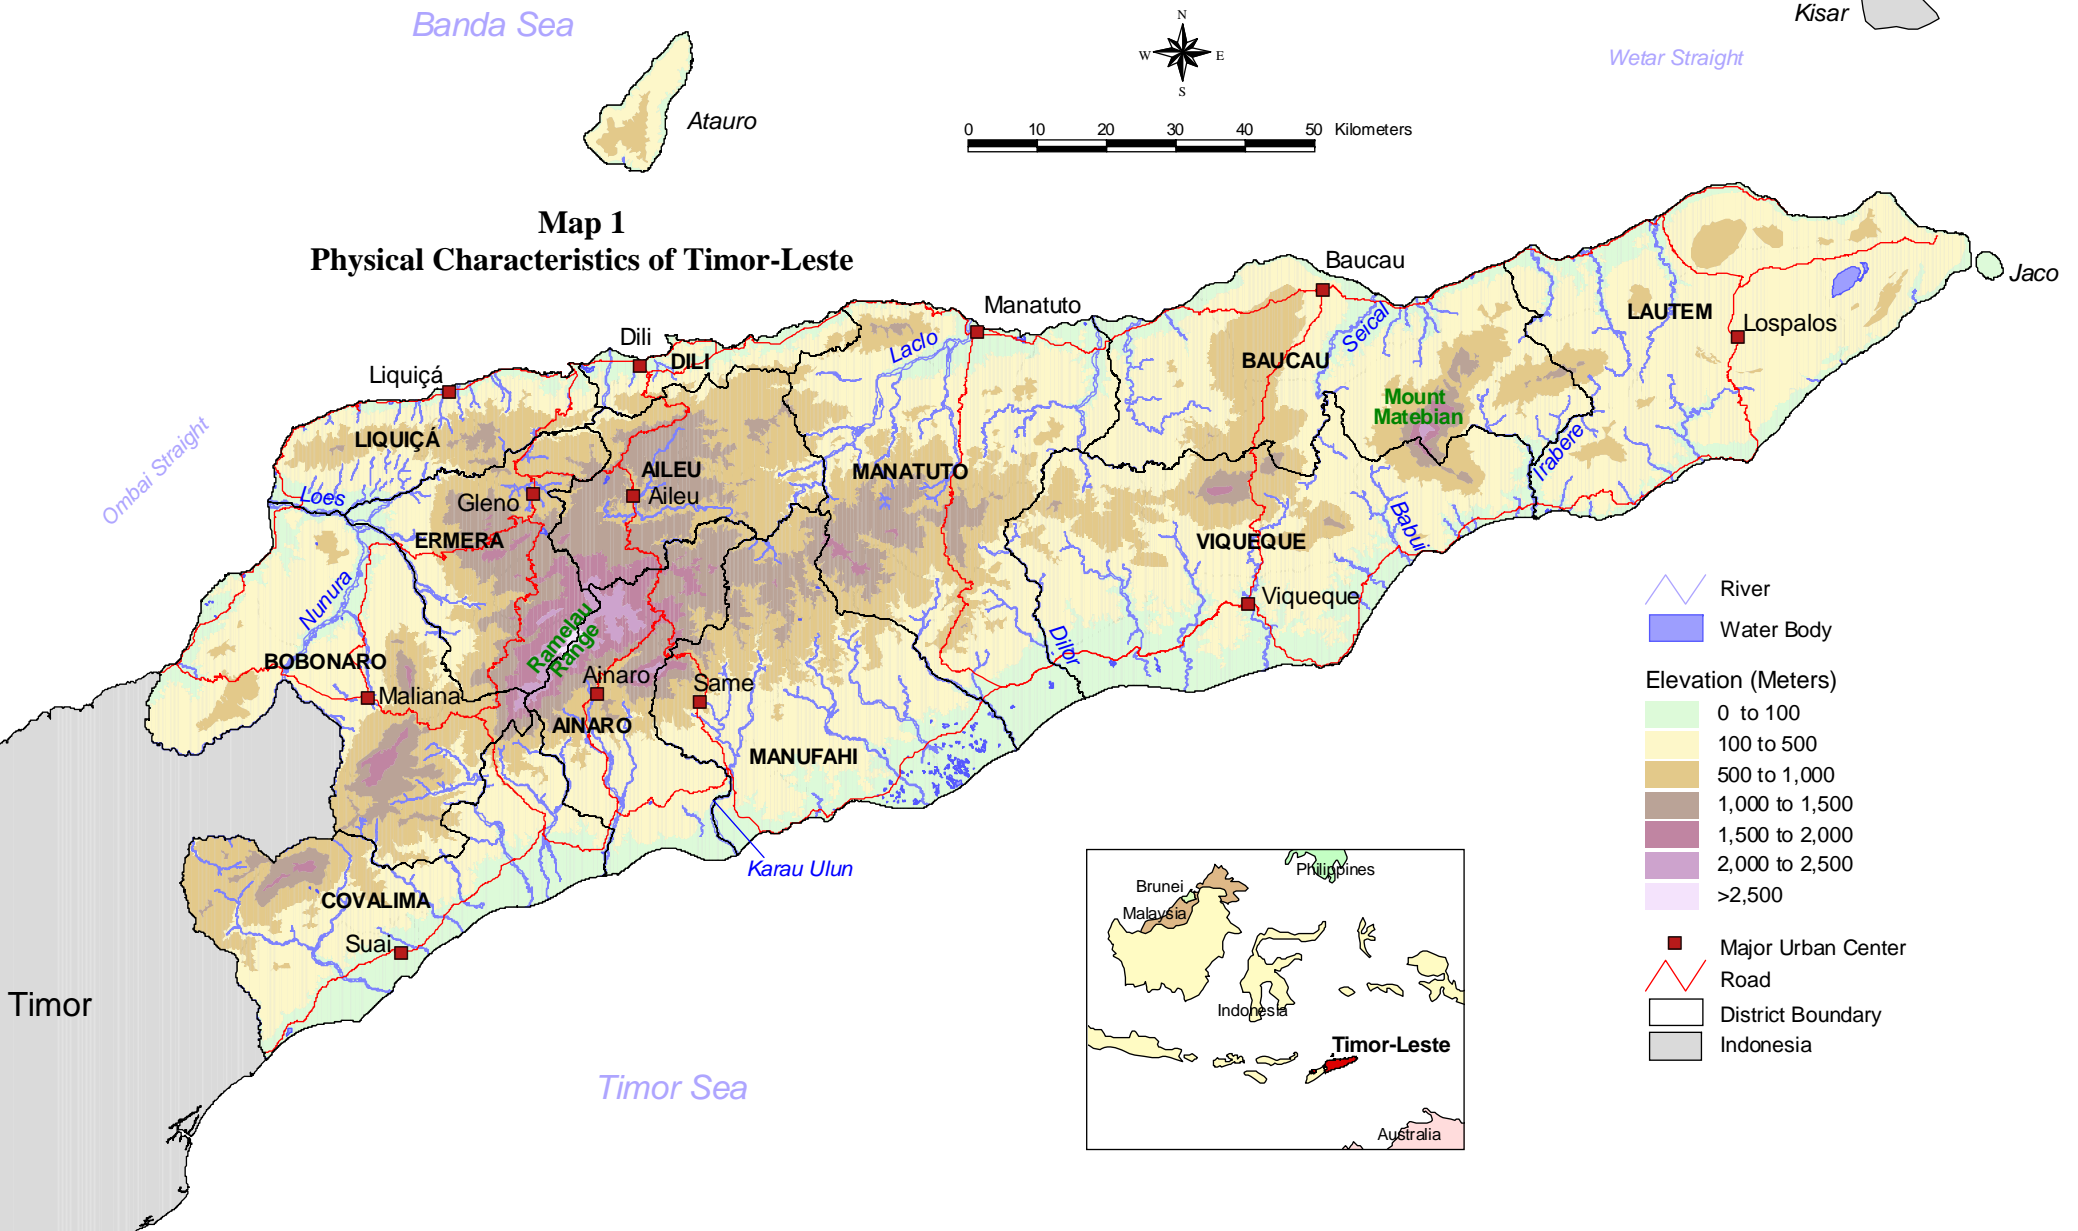 Banda Sea
Kisar
Wetar Straight
N
W
E
S
Atauro
0 10 20 30 40 50 Kilometers
Map 1
Physical Characteristics of Timor-Leste
Baucau
Jaco
Manatuto
Dili
DILI
Laclo
Seical
LAUTEM
Lospalos
Liquiçá
BAUCAU
Mount
Matebian
Ombai Straight
LIQUIÇÁ
AILEU
MANATUTO
Irabere
Loes
Gleno
Aileu
ERMERA
VIQUEQUE
Babui
Nunura
Viqueque
Ramelau
Range
Dilor
BOBONARO
Maliana
Ainaro
Same
AINARO
MANUFAHI
Karau Ulun
COVALIMA
Suai
Timor
Timor Sea
River
Water Body
Elevation (Meters)
0 to 100
100 to 500
500 to 1,000
1,000 to 1,500
1,500 to 2,000
2,000 to 2,500
>2,500
Major Urban Center
Road
District Boundary
Indonesia
Philippines
Brunei
Malaysia
Indonesia
Timor-Leste
Australia